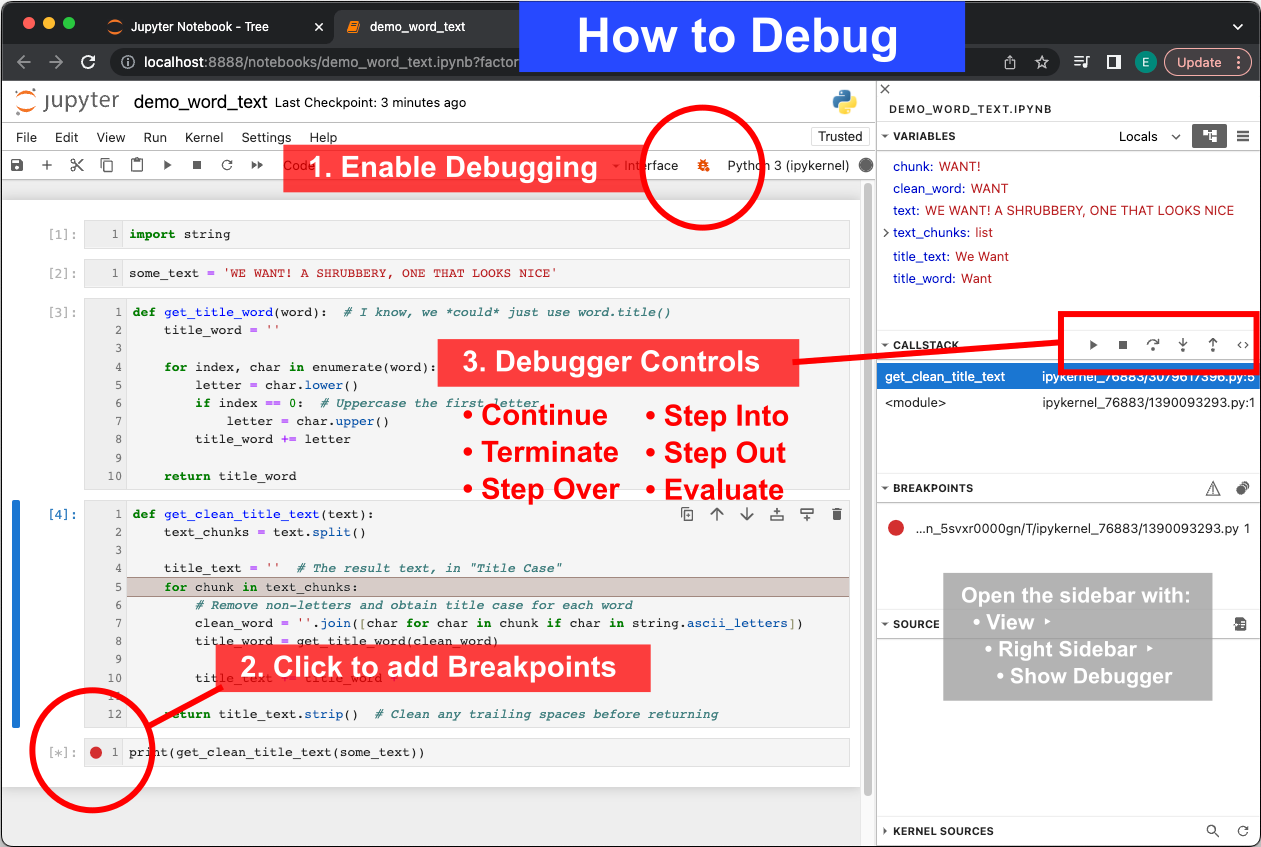 Jupyter Notebook - Tree
demo_word_text
How to Debug
localhost:8888/notebooks/demo_word_text.ipynb?factor
E
Update
jupyter
demo_word_text Last Checkpoint: 3 minutes ago
File Edit View Run Kernel Settings Help
Trusted
Code
1. Enable Debugging
Interface
Python 3 (ipykernel)
[1]:
1 import string
[2]:
1 some_text = 'WE WANT! A SHRUBBERY, ONE THAT LOOKS NICE'
[3]:
1 def get_title_word(word):  # I know, we *could* just use word.title()
2     title_word = ''
3
4     for index, char in enumerate(word):
5         letter = char.lower()
6         if index == 0:  # Uppercase the first letter
7             letter = char.upper()
8         title_word += letter
9
10     return title_word
3. Debugger Controls
• Continue
• Terminate
• Step Over
• Step Into
• Step Out
• Evaluate
[4]:
1 def get_clean_title_text(text):
2     text_chunks = text.split()
3
4     title_text = ''  # The result text, in "Title Case"
5     for chunk in text_chunks:
6         # Remove non-letters and obtain title case for each word
7         clean_word = ''.join([char for char in chunk if char in string.ascii_letters])
8         title_word = get_title_word(clean_word)
9
10         title_text += title_word +
11
12     return title_text.strip()  # Clean any trailing spaces before returning
2. Click to add Breakpoints
[*]:
1 print(get_clean_title_text(some_text))
DEMO_WORD_TEXT.IPYNB
VARIABLES
Locals
chunk: WANT!
clean_word: WANT
text: WE WANT! A SHRUBBERY, ONE THAT LOOKS NICE
text_chunks: list
title_text: We Want
title_word: Want
CALLSTACK
get_clean_title_text ipykernel_76883/3079617396.py:5
<module> ipykernel_76883/1390093293.py:1
BREAKPOINTS
…n_5svxr0000gn/T/ipykernel_76883/1390093293.py 1
SOURCE
Open the sidebar with:
• View ‣
• Right Sidebar ‣
• Show Debugger
KERNEL SOURCES